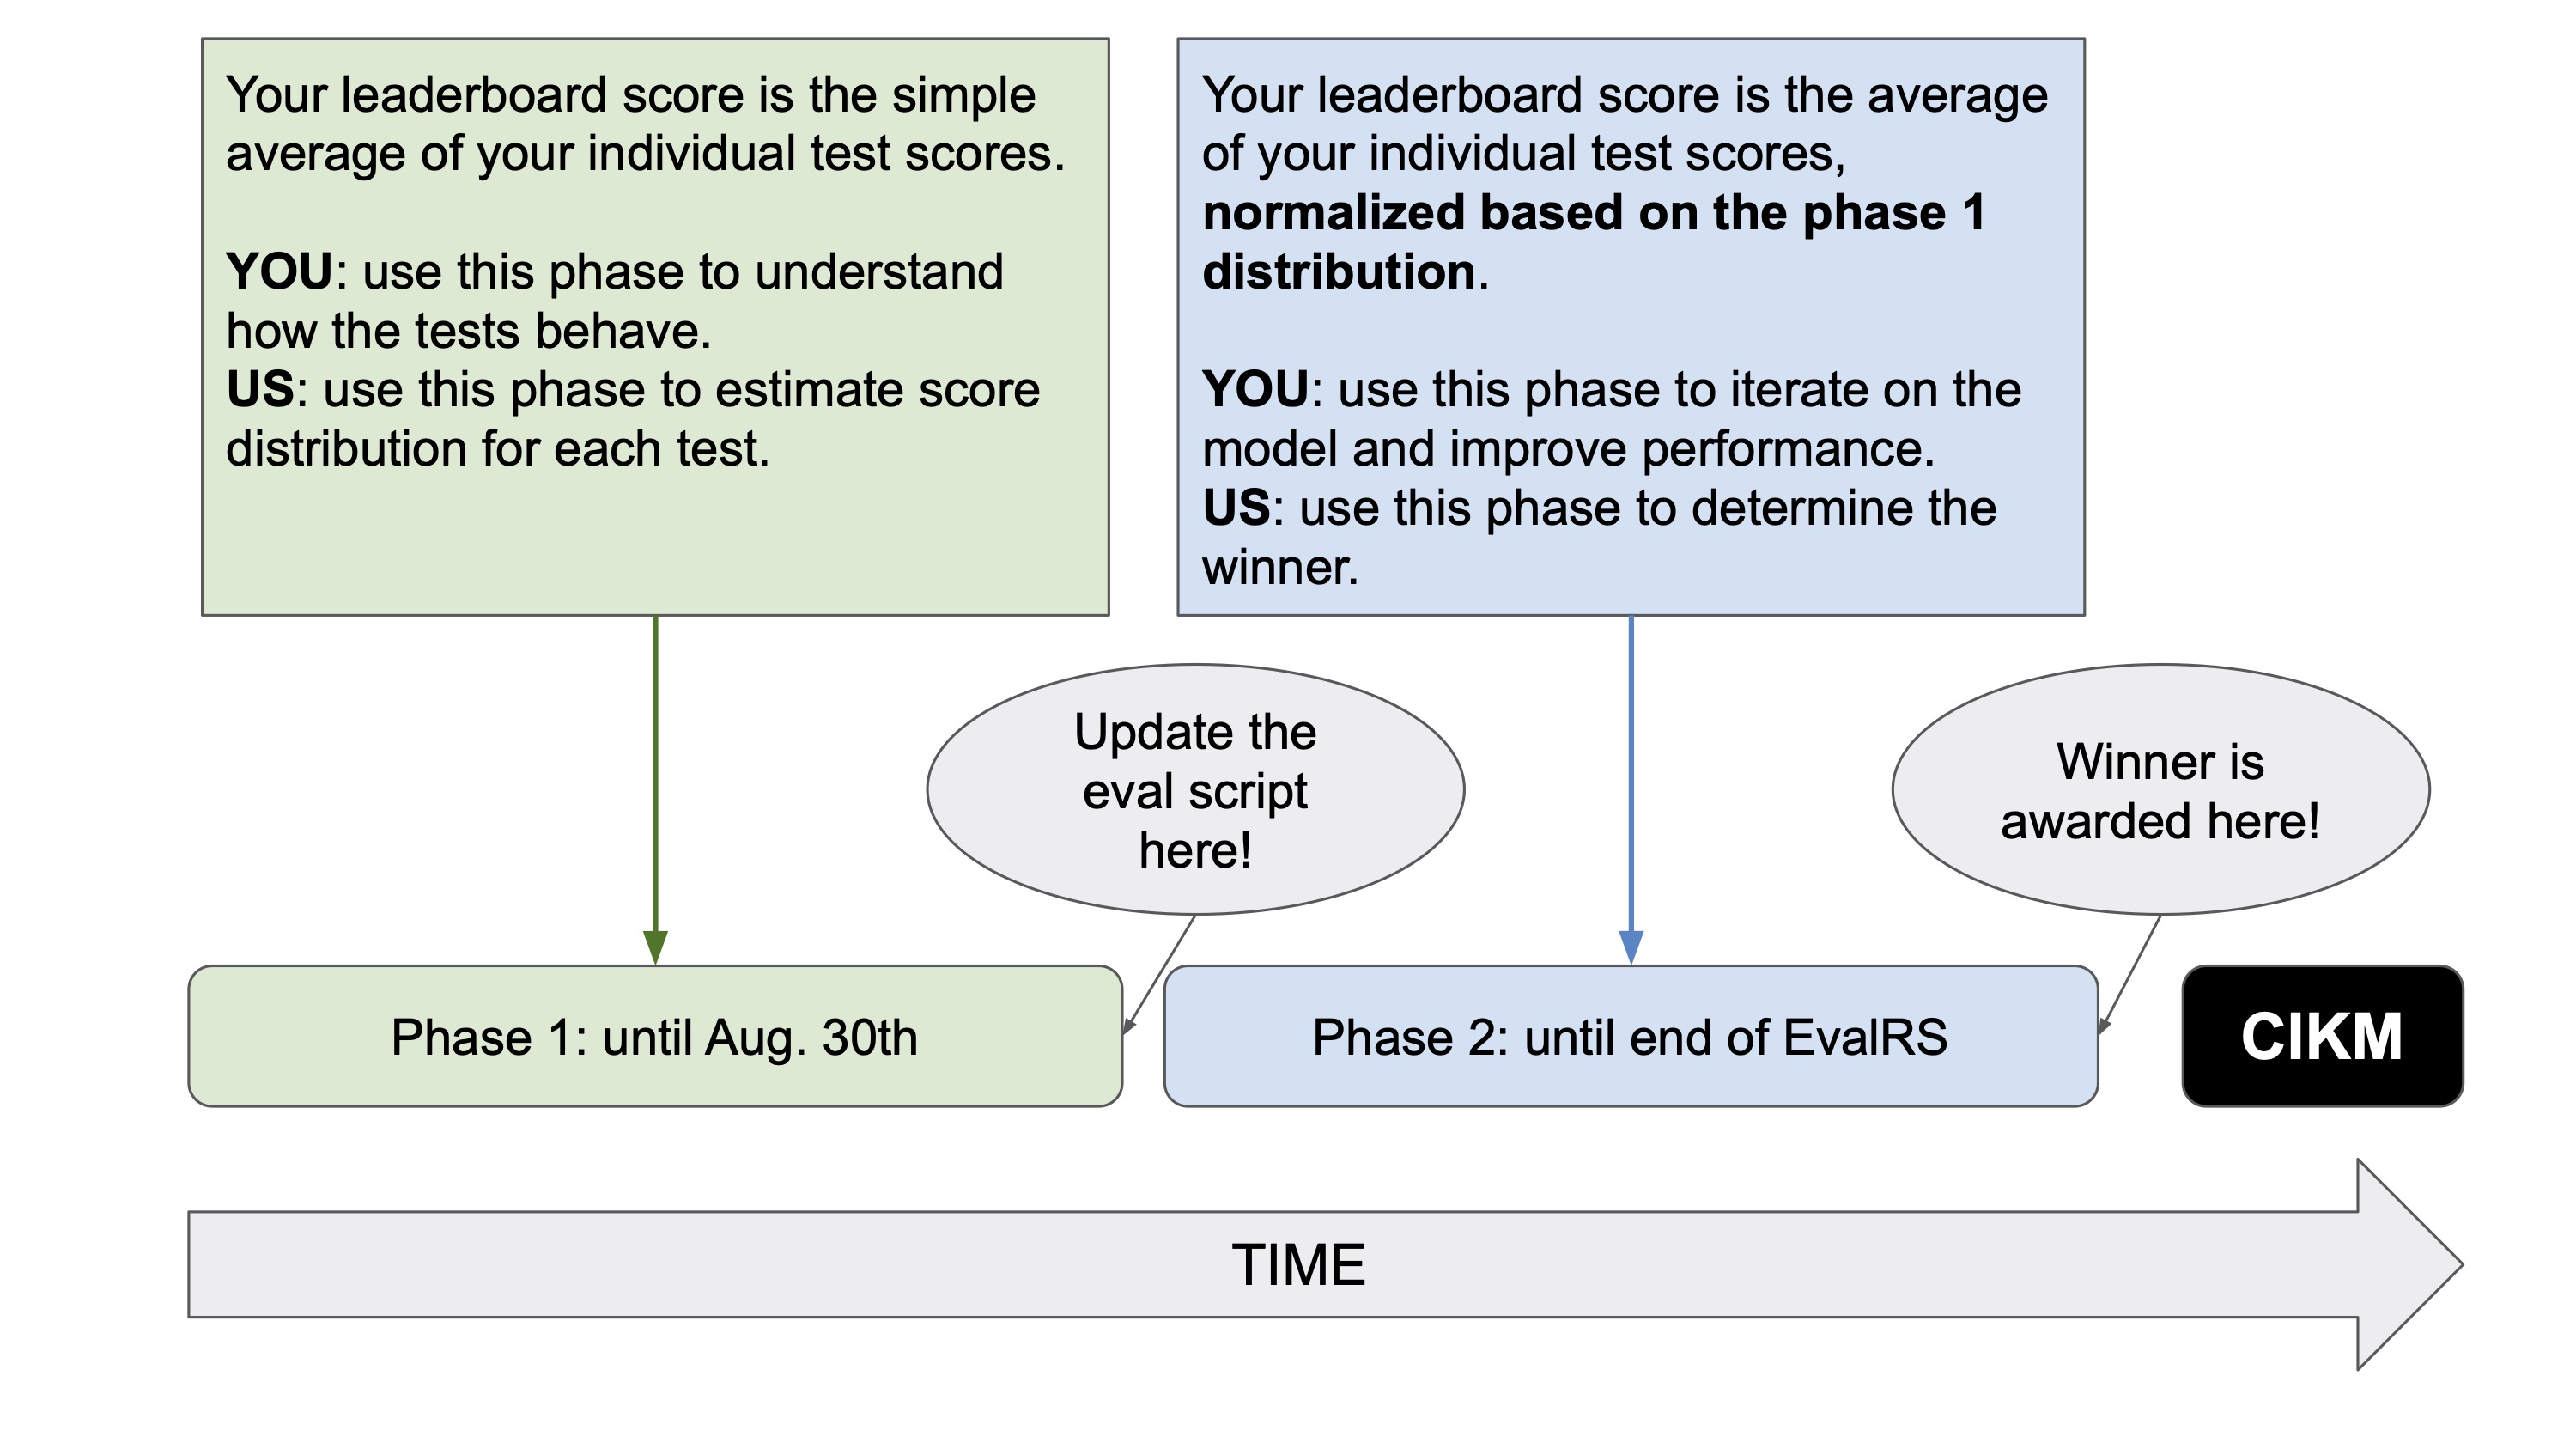 Your leaderboard score is the simple
average of your individual test scores.
YOU: use this phase to understand
how the tests behave.
US: use this phase to estimate score
distribution for each test.
Your leaderboard score is the average
of your individual test scores,
normalized based on the phase 1
distribution.
YOU: use this phase to iterate on the
model and improve performance.
US: use this phase to determine the
winner.
Update the
eval script
here!
Winner is
awarded here!
Phase 1: until Aug. 30th
Phase 2: until end of EvalRS
CIKM
TIME